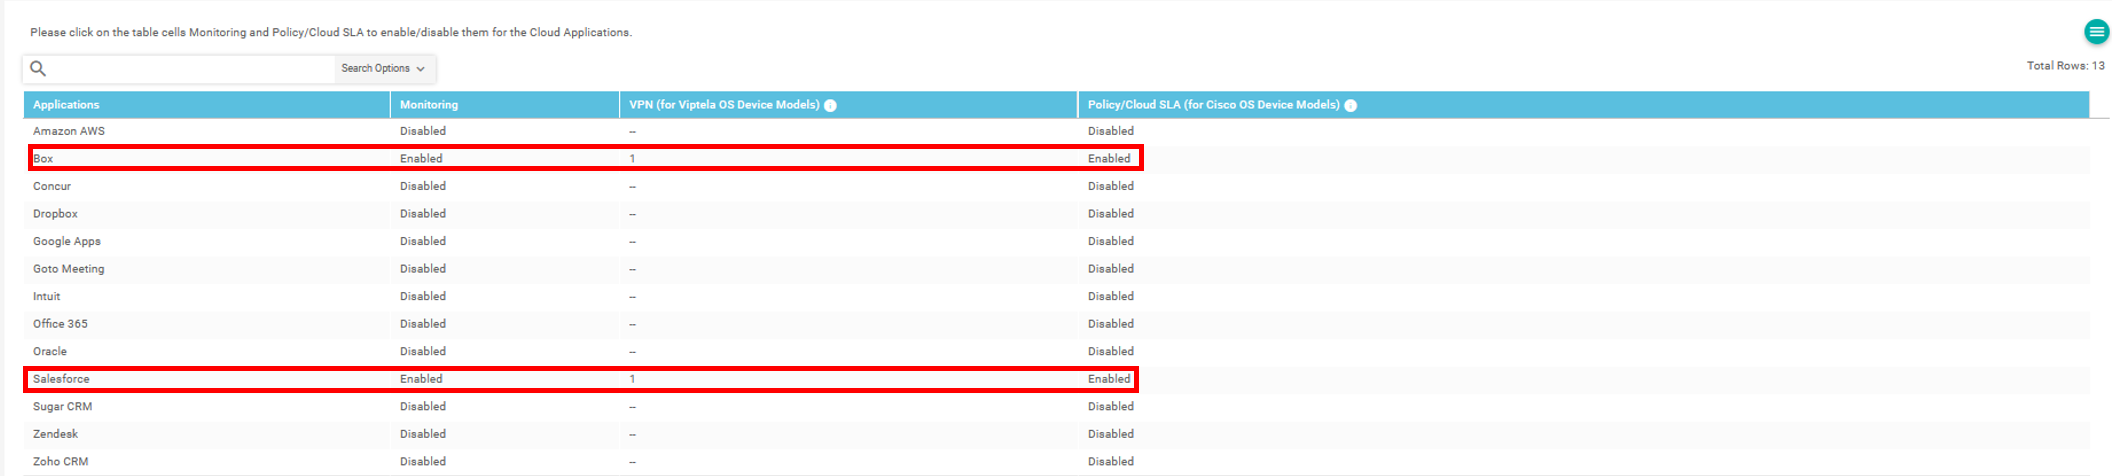 Please click on the table cells Monitoring and Policy/Cloud SLA to enable/disable them for the Cloud Applications.
Search Options
Total Rows: 13
Applications Monitoring VPN (for Viptela OS Device Models) Policy/Cloud SLA (for Cisco OS Device Models)
Amazon AWS Disabled -- Disabled
Box Enabled 1 Enabled
Concur Disabled -- Disabled
Dropbox Disabled -- Disabled
Google Apps Disabled -- Disabled
Goto Meeting Disabled -- Disabled
Intuit Disabled -- Disabled
Office 365 Disabled -- Disabled
Oracle Disabled -- Disabled
Salesforce Enabled 1 Enabled
Sugar CRM Disabled -- Disabled
Zendesk Disabled -- Disabled
Zoho CRM Disabled -- Disabled